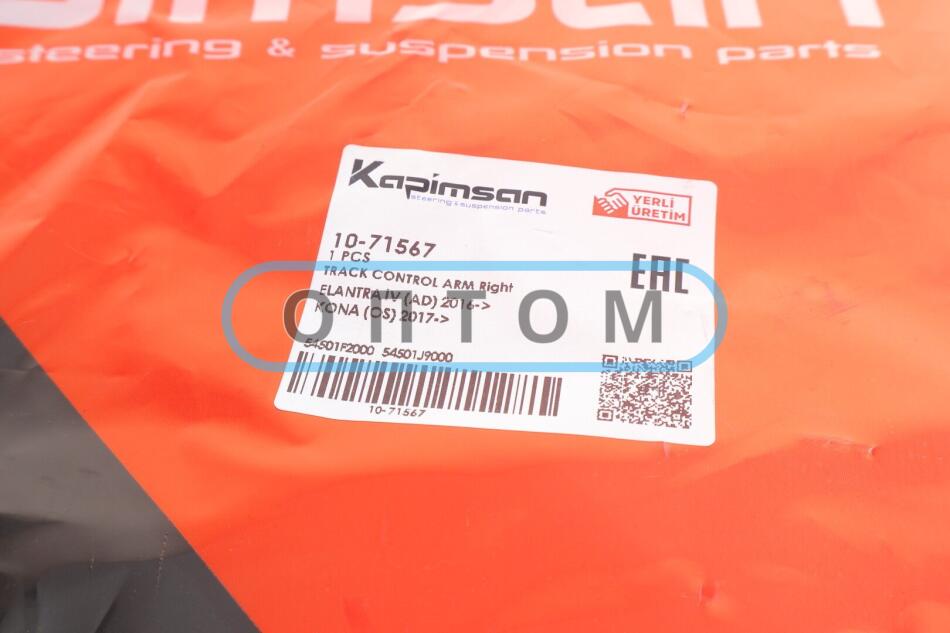 steering & suspension parts
Kapimsan
steering & suspension parts
YERLİ
ÜRETİM
10-71567
1 PCS
TRACK CONTROL ARM Right
ELANTRA IV (AD) 2016->
KONA (OS) 2017->
EAC
ОПТОМ
54501F2000 54501J9000
10-71567